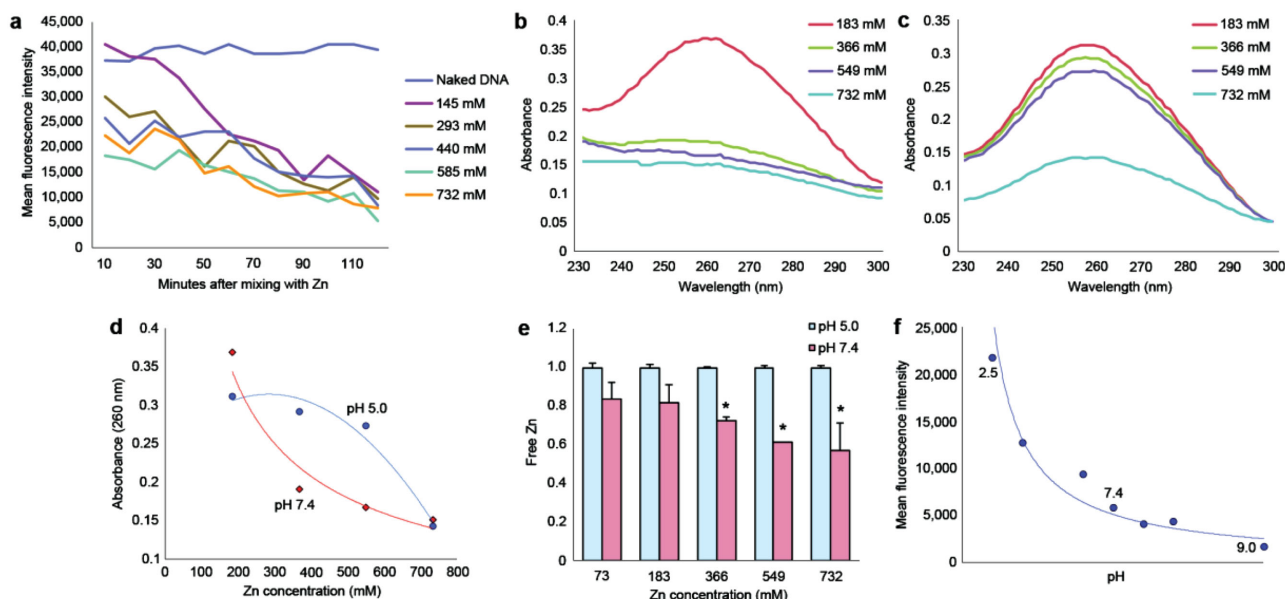 a
45,000
40,000
35,000
30,000
25,000
20,000
15,000
10,000
5,000
0
Mean fluorescence intensity
10 30 50 70 90 110
Minutes after mixing with Zn
Naked DNA
145 mM
293 mM
440 mM
585 mM
732 mM
b
0.4
0.35
0.3
0.25
0.2
0.15
0.1
0.05
0
Absorbance
230 240 250 260 270 280 290 300
Wavelength (nm)
183 mM
366 mM
549 mM
732 mM
c
0.35
0.3
0.25
0.2
0.15
0.1
0.05
0
Absorbance
230 240 250 260 270 280 290 300
Wavelength (nm)
183 mM
366 mM
549 mM
732 mM
d
0.4
0.35
0.3
0.25
0.2
0.15
0.1
Absorbance (260 nm)
pH 5.0
pH 7.4
0 100 200 300 400 500 600 700 800
Zn concentration (mM)
e
1.2
1.0
0.8
0.6
0.4
0.2
0
Free Zn
pH 5.0
pH 7.4
* * *
73 183 366 549 732
Zn concentration (mM)
f
25,000
20,000
15,000
10,000
5,000
0
Mean fluorescence intensity
2.5
7.4
9.0
pH